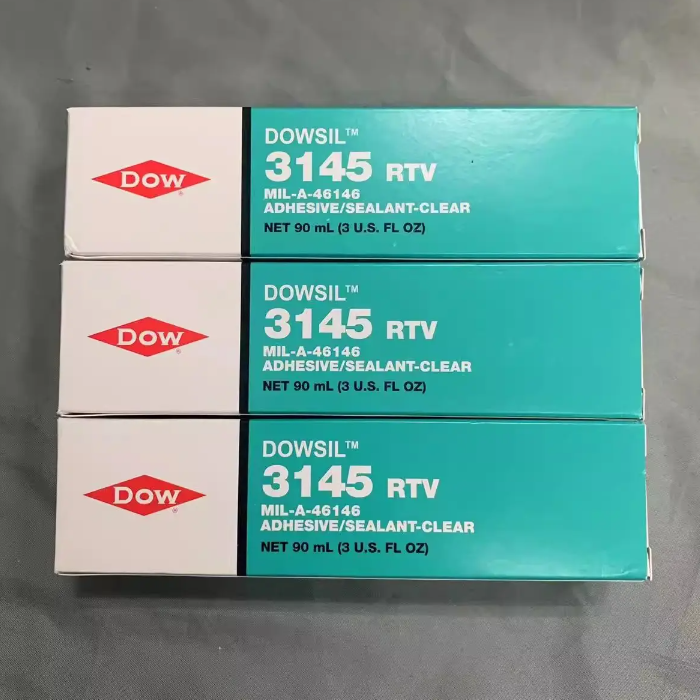 DOW
DOWSIL™
3145 RTV
MIL-A-46146
ADHESIVE/SEALANT-CLEAR
NET 90 mL (3 U.S. FL OZ)
DOW
DOWSIL™
3145 RTV
MIL-A-46146
ADHESIVE/SEALANT-CLEAR
NET 90 mL (3 U.S. FL OZ)
DOW
DOWSIL™
3145 RTV
MIL-A-46146
ADHESIVE/SEALANT-CLEAR
NET 90 mL (3 U.S. FL OZ)